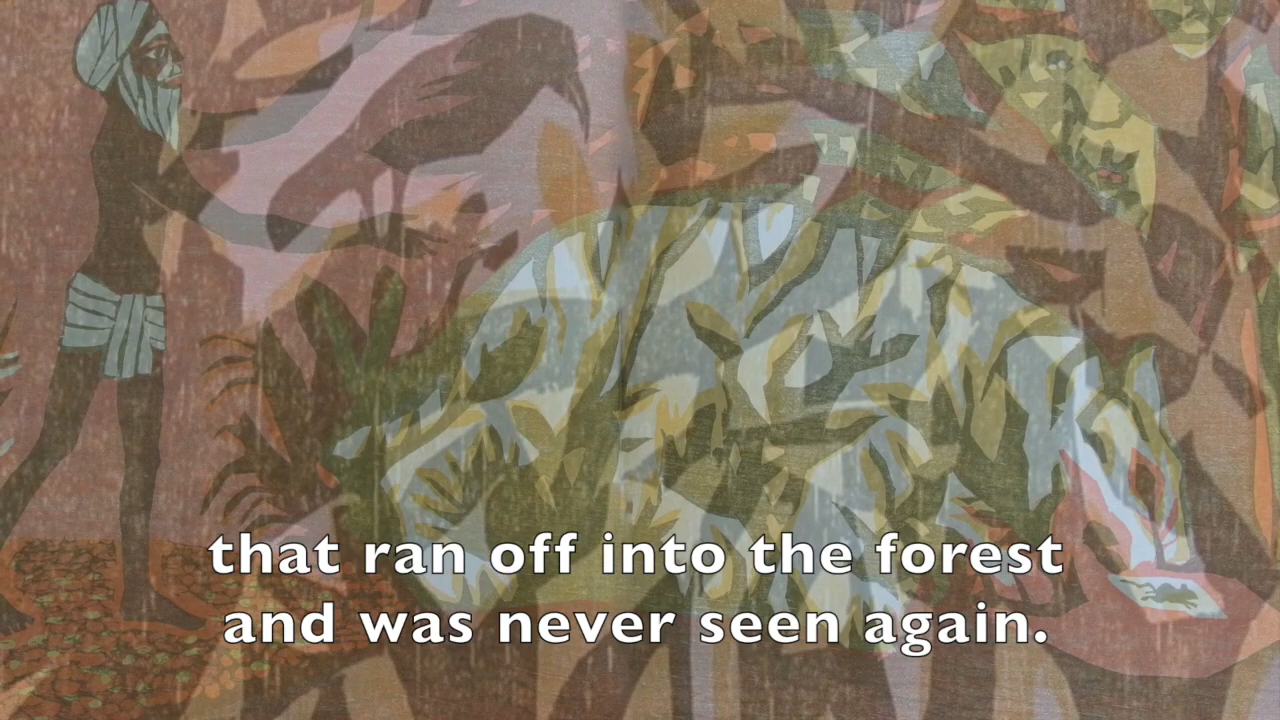 that ran off into the forest
and was never seen again.